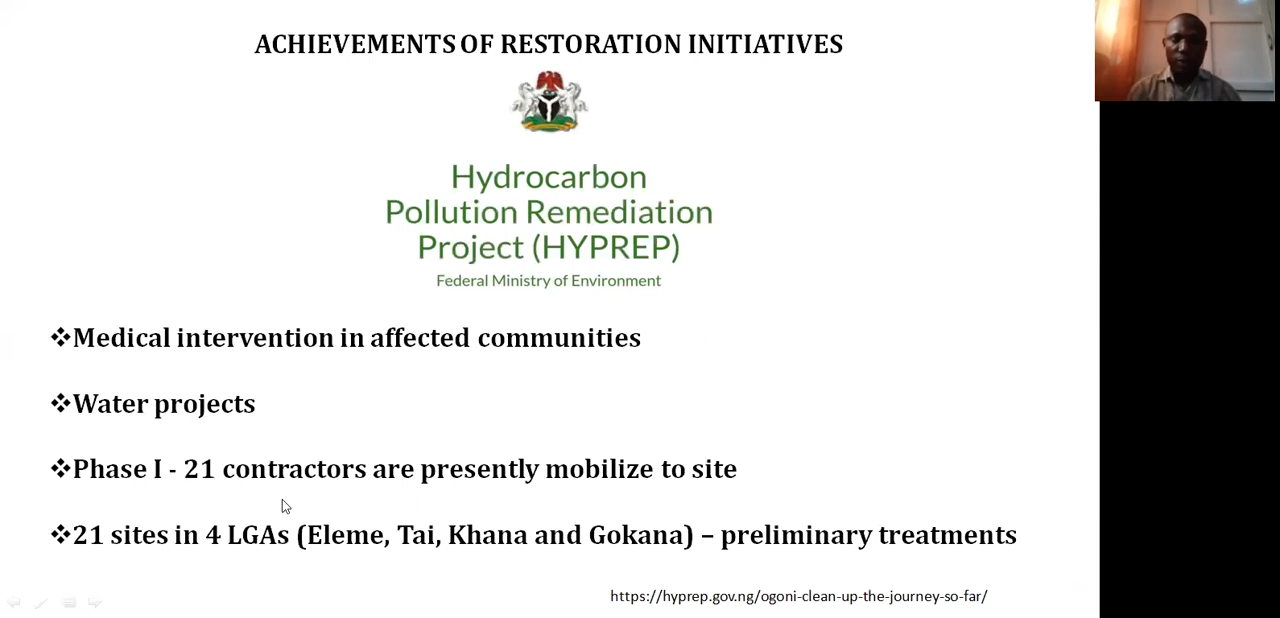 ACHIEVEMENTS OF RESTORATION INITIATIVES
Hydrocarbon
Pollution Remediation
Project (HYPREP)
Federal Ministry of Environment
❖Medical intervention in affected communities
❖Water projects
❖Phase I - 21 contractors are presently mobilize to site
❖21 sites in 4 LGAs (Eleme, Tai, Khana and Gokana) – preliminary treatments
https://hyprep.gov.ng/ogoni-clean-up-the-journey-so-far/